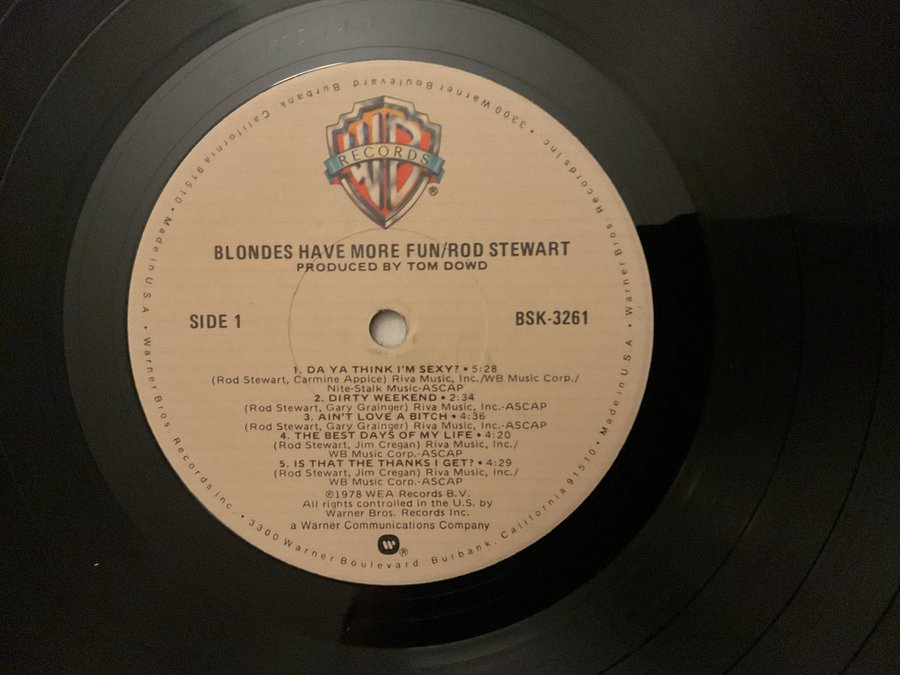 WB
RECORDS
®
BLONDES HAVE MORE FUN/ROD STEWART
PRODUCED BY TOM DOWD
SIDE 1
BSK-3261
1. DA YA THINK I'M SEXY? • 5:28
(Rod Stewart, Carmine Appice) Riva Music, Inc./WB Music Corp./
Nite-Stalk Music-ASCAP
2. DIRTY WEEKEND • 2:34
(Rod Stewart, Gary Grainger) Riva Music, Inc.-ASCAP
3. AIN'T LOVE A BITCH • 4:36
(Rod Stewart, Gary Grainger) Riva Music, Inc.-ASCAP
4. THE BEST DAYS OF MY LIFE • 4:20
(Rod Stewart, Jim Cregan) Riva Music, Inc./
WB Music Corp.-ASCAP
5. IS THAT THE THANKS I GET? • 4:29
(Rod Stewart, Jim Cregan) Riva Music, Inc./
WB Music Corp.-ASCAP
℗1978 WEA Records B.V.
All rights controlled in the U.S. by
Warner Bros. Records Inc.
a Warner Communications Company
®
Warner Bros. Records Inc. • 3300 Warner Boulevard, Burbank, California 91510 • Made in U.S.A. •
Warner Bros. Records Inc. • 3300 Warner Boulevard, Burbank, California 91510 • Made in U.S.A. •